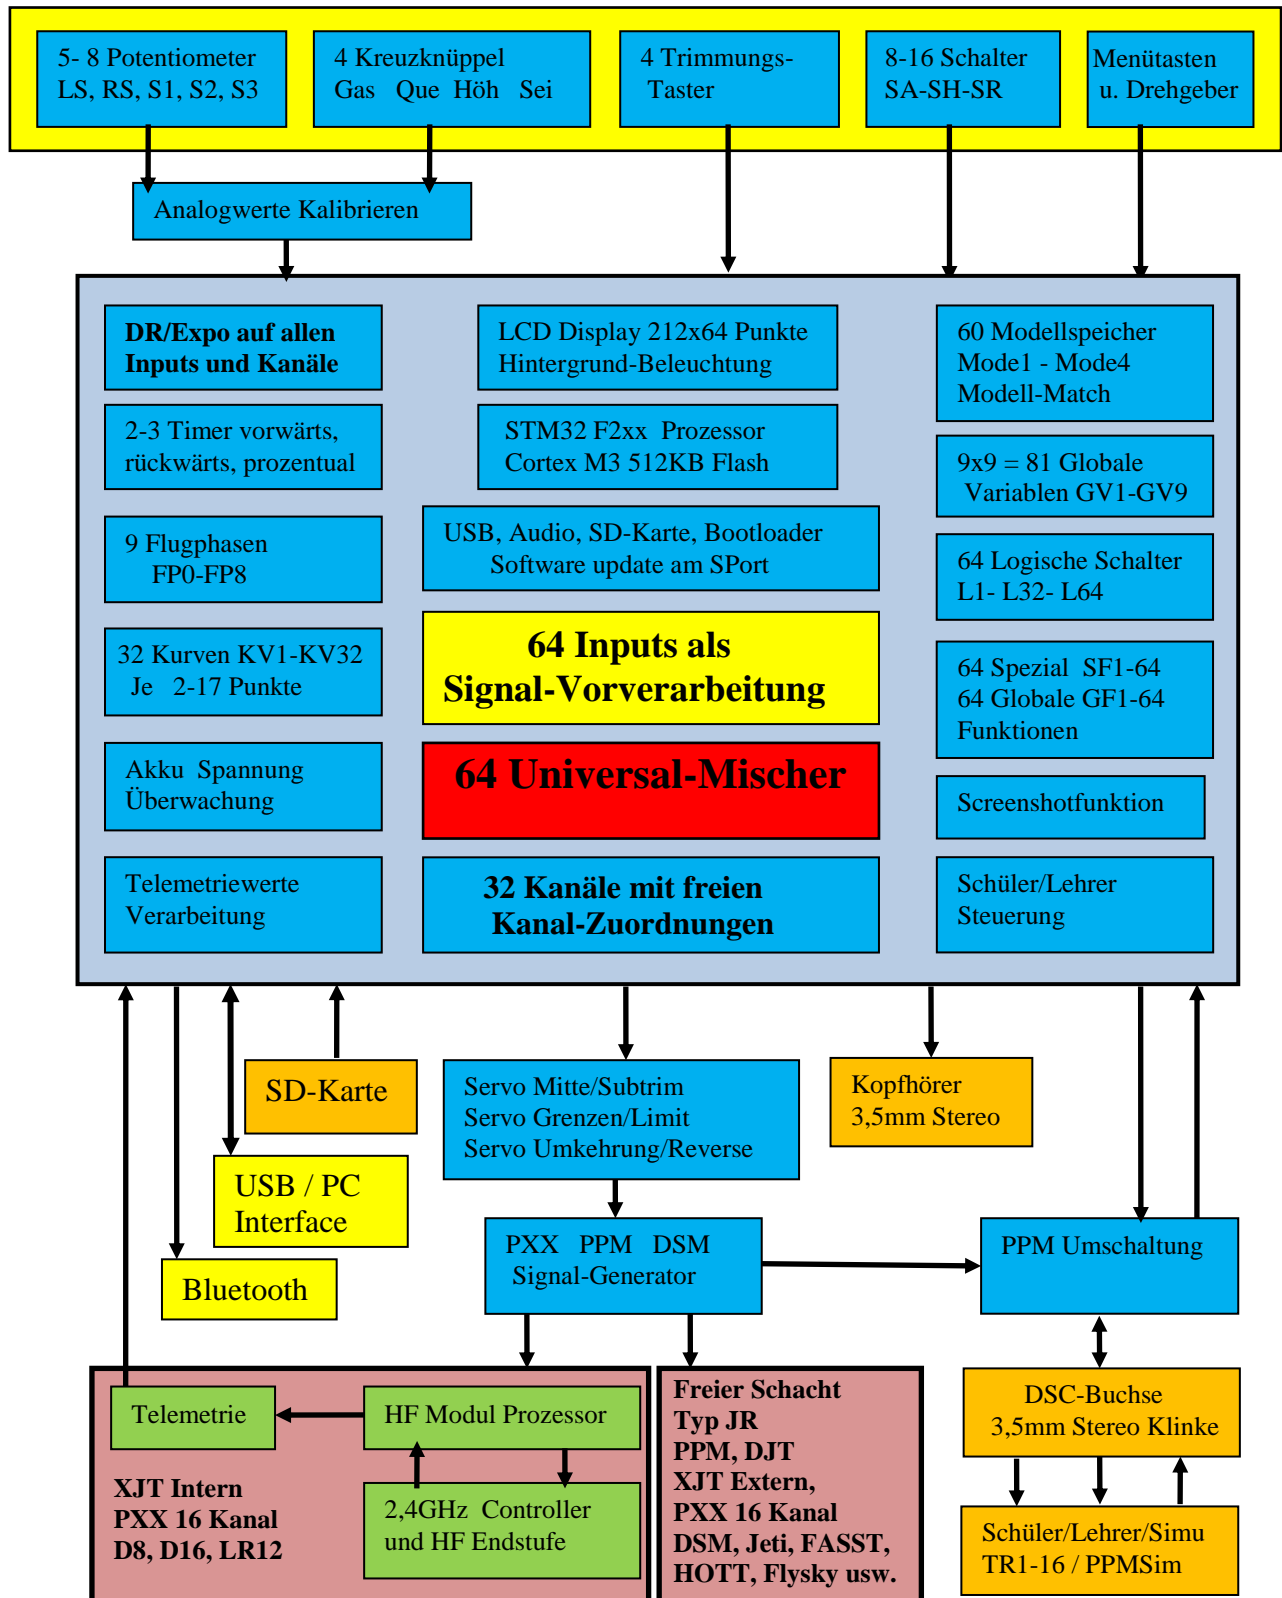 5- 8 Potentiometer
LS, RS, S1, S2, S3
4 Kreuzknüppel
Gas Que Höh Sei
4 Trimmungs-
Taster
8-16 Schalter
SA-SH-SR
Menütasten
u. Drehgeber
Analogwerte Kalibrieren
DR/Expo auf allen
Inputs und Kanäle
LCD Display 212x64 Punkte
Hintergrund-Beleuchtung
60 Modellspeicher
Mode1 - Mode4
Modell-Match
2-3 Timer vorwärts,
rückwärts, prozentual
STM32 F2xx Prozessor
Cortex M3 512KB Flash
9x9 = 81 Globale
Variablen GV1-GV9
9 Flugphasen
FP0-FP8
USB, Audio, SD-Karte, Bootloader
Software update am SPort
64 Logische Schalter
L1- L32- L64
32 Kurven KV1-KV32
Je 2-17 Punkte
64 Inputs als
Signal-Vorverarbeitung
64 Spezial SF1-64
64 Globale GF1-64
Funktionen
Akku Spannung
Überwachung
64 Universal-Mischer
Screenshotfunktion
Telemetriewerte
Verarbeitung
32 Kanäle mit freien
Kanal-Zuordnungen
Schüler/Lehrer
Steuerung
SD-Karte
Servo Mitte/Subtrim
Servo Grenzen/Limit
Servo Umkehrung/Reverse
Kopfhörer
3,5mm Stereo
USB / PC
Interface
Bluetooth
PXX PPM DSM
Signal-Generator
PPM Umschaltung
Telemetrie
HF Modul Prozessor
XJT Intern
PXX 16 Kanal
D8, D16, LR12
2,4GHz Controller
und HF Endstufe
Freier Schacht
Typ JR
PPM, DJT
XJT Extern,
PXX 16 Kanal
DSM, Jeti, FASST,
HOTT, Flysky usw.
DSC-Buchse
3,5mm Stereo Klinke
Schüler/Lehrer/Simu
TR1-16 / PPMSim